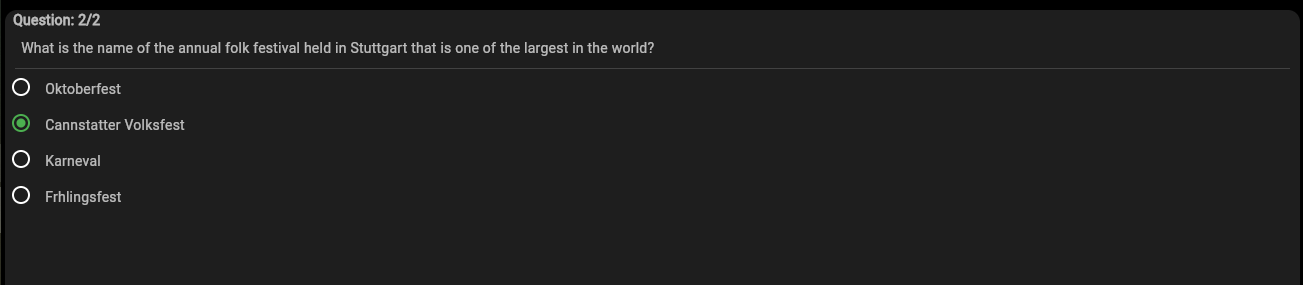 Question: 2/2
What is the name of the annual folk festival held in Stuttgart that is one of the largest in the world?
Oktoberfest
Cannstatter Volksfest
Karneval
Frhlingsfest